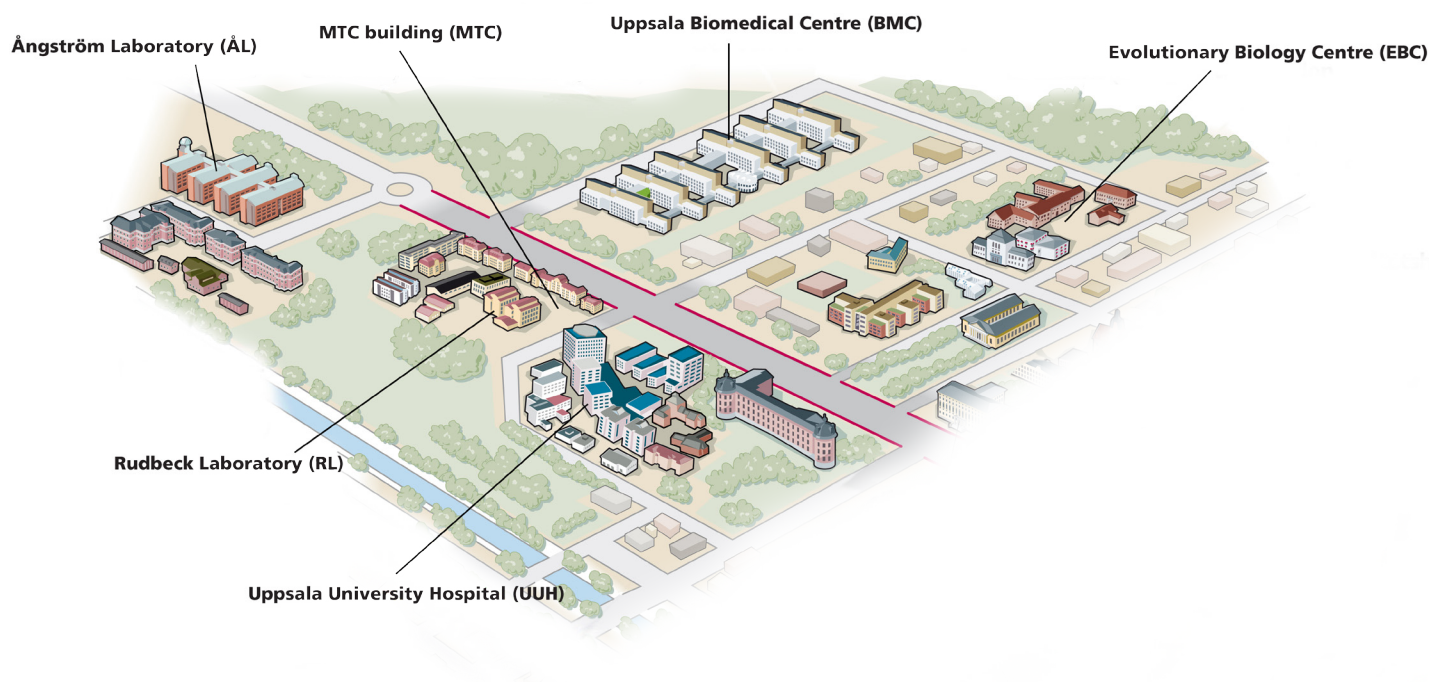 Ångström Laboratory (ÅL)
MTC building (MTC)
Uppsala Biomedical Centre (BMC)
Evolutionary Biology Centre (EBC)
Rudbeck Laboratory (RL)
Uppsala University Hospital (UUH)